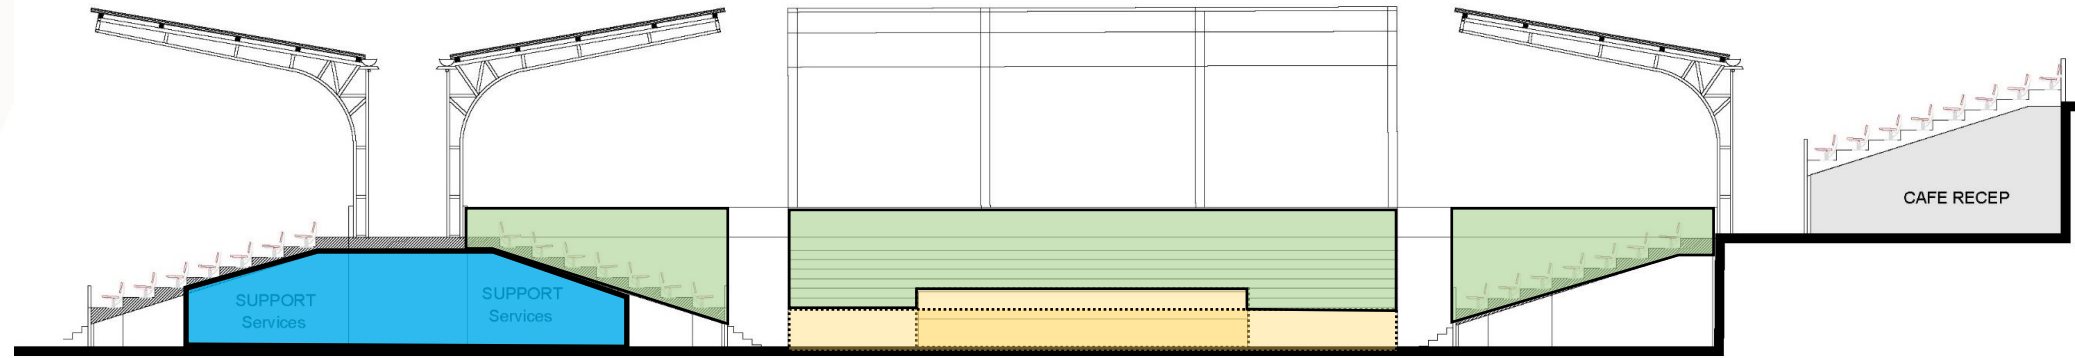 SUPPORT
Services
SUPPORT
Services
CAFE RECEP